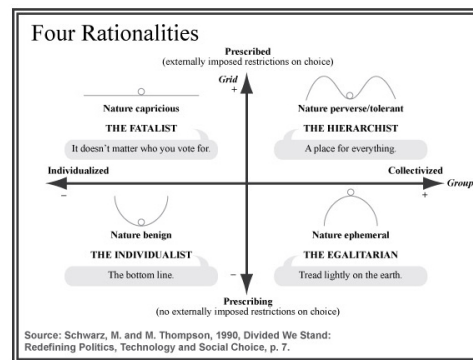 Four Rationalities
Prescribed
(externally imposed restrictions on choice)
Grid
+
Nature capricious
THE FATALIST
It doesn't matter who you vote for.
Nature perverse/tolerant
THE HIERARCHIST
A place for everything.
Individualized
–
Collectivized
Group
+
Nature benign
THE INDIVIDUALIST
The bottom line.
Nature ephemeral
THE EGALITARIAN
Tread lightly on the earth.
–
Prescribing
(no externally imposed restrictions on choice)
Source: Schwarz, M. and M. Thompson, 1990, Divided We Stand:
Redefining Politics, Technology and Social Choice, p. 7.